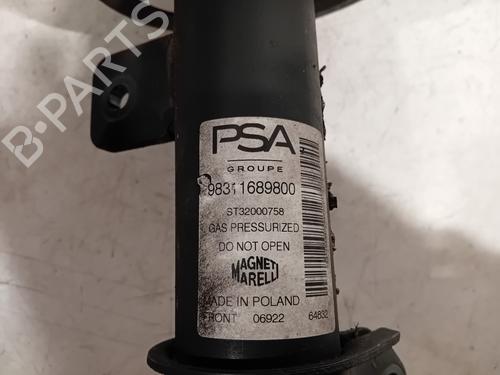 B-PARTS
PSA
GROUPE
98311689800
ST32000758
GAS PRESSURIZED
DO NOT OPEN
MAGNETI
MARELLI
MADE IN POLAND
FRONT 06922 64832